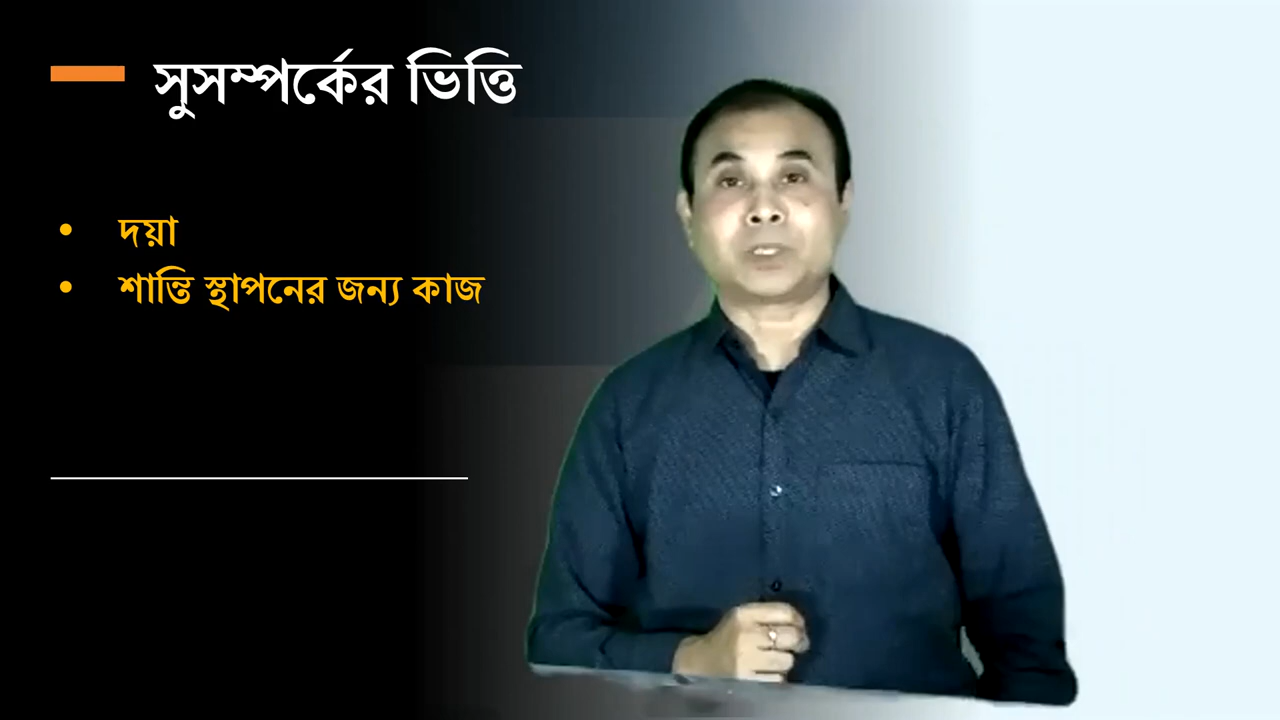 সুসম্পর্কের ভিত্তি
• দয়া
• শান্তি স্থাপনের জন্য কাজ